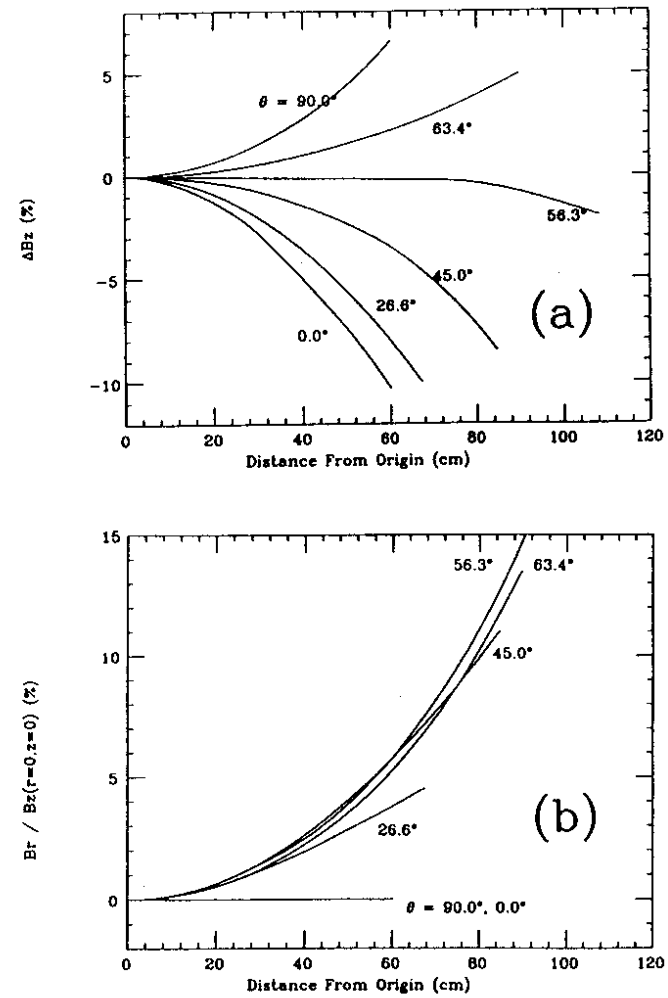 θ = 90.0°
63.4°
56.3°
45.0°
26.6°
0.0°
(a)
5
0
-5
-10
ΔBz (%)
0 20 40 60 80 100 120
Distance From Origin (cm)
15
10
5
0
Br / Bz(r=0,z=0) (%)
56.3° 63.4°
45.0°
26.6°
(b)
θ = 90.0°, 0.0°
0 20 40 60 80 100 120
Distance From Origin (cm)